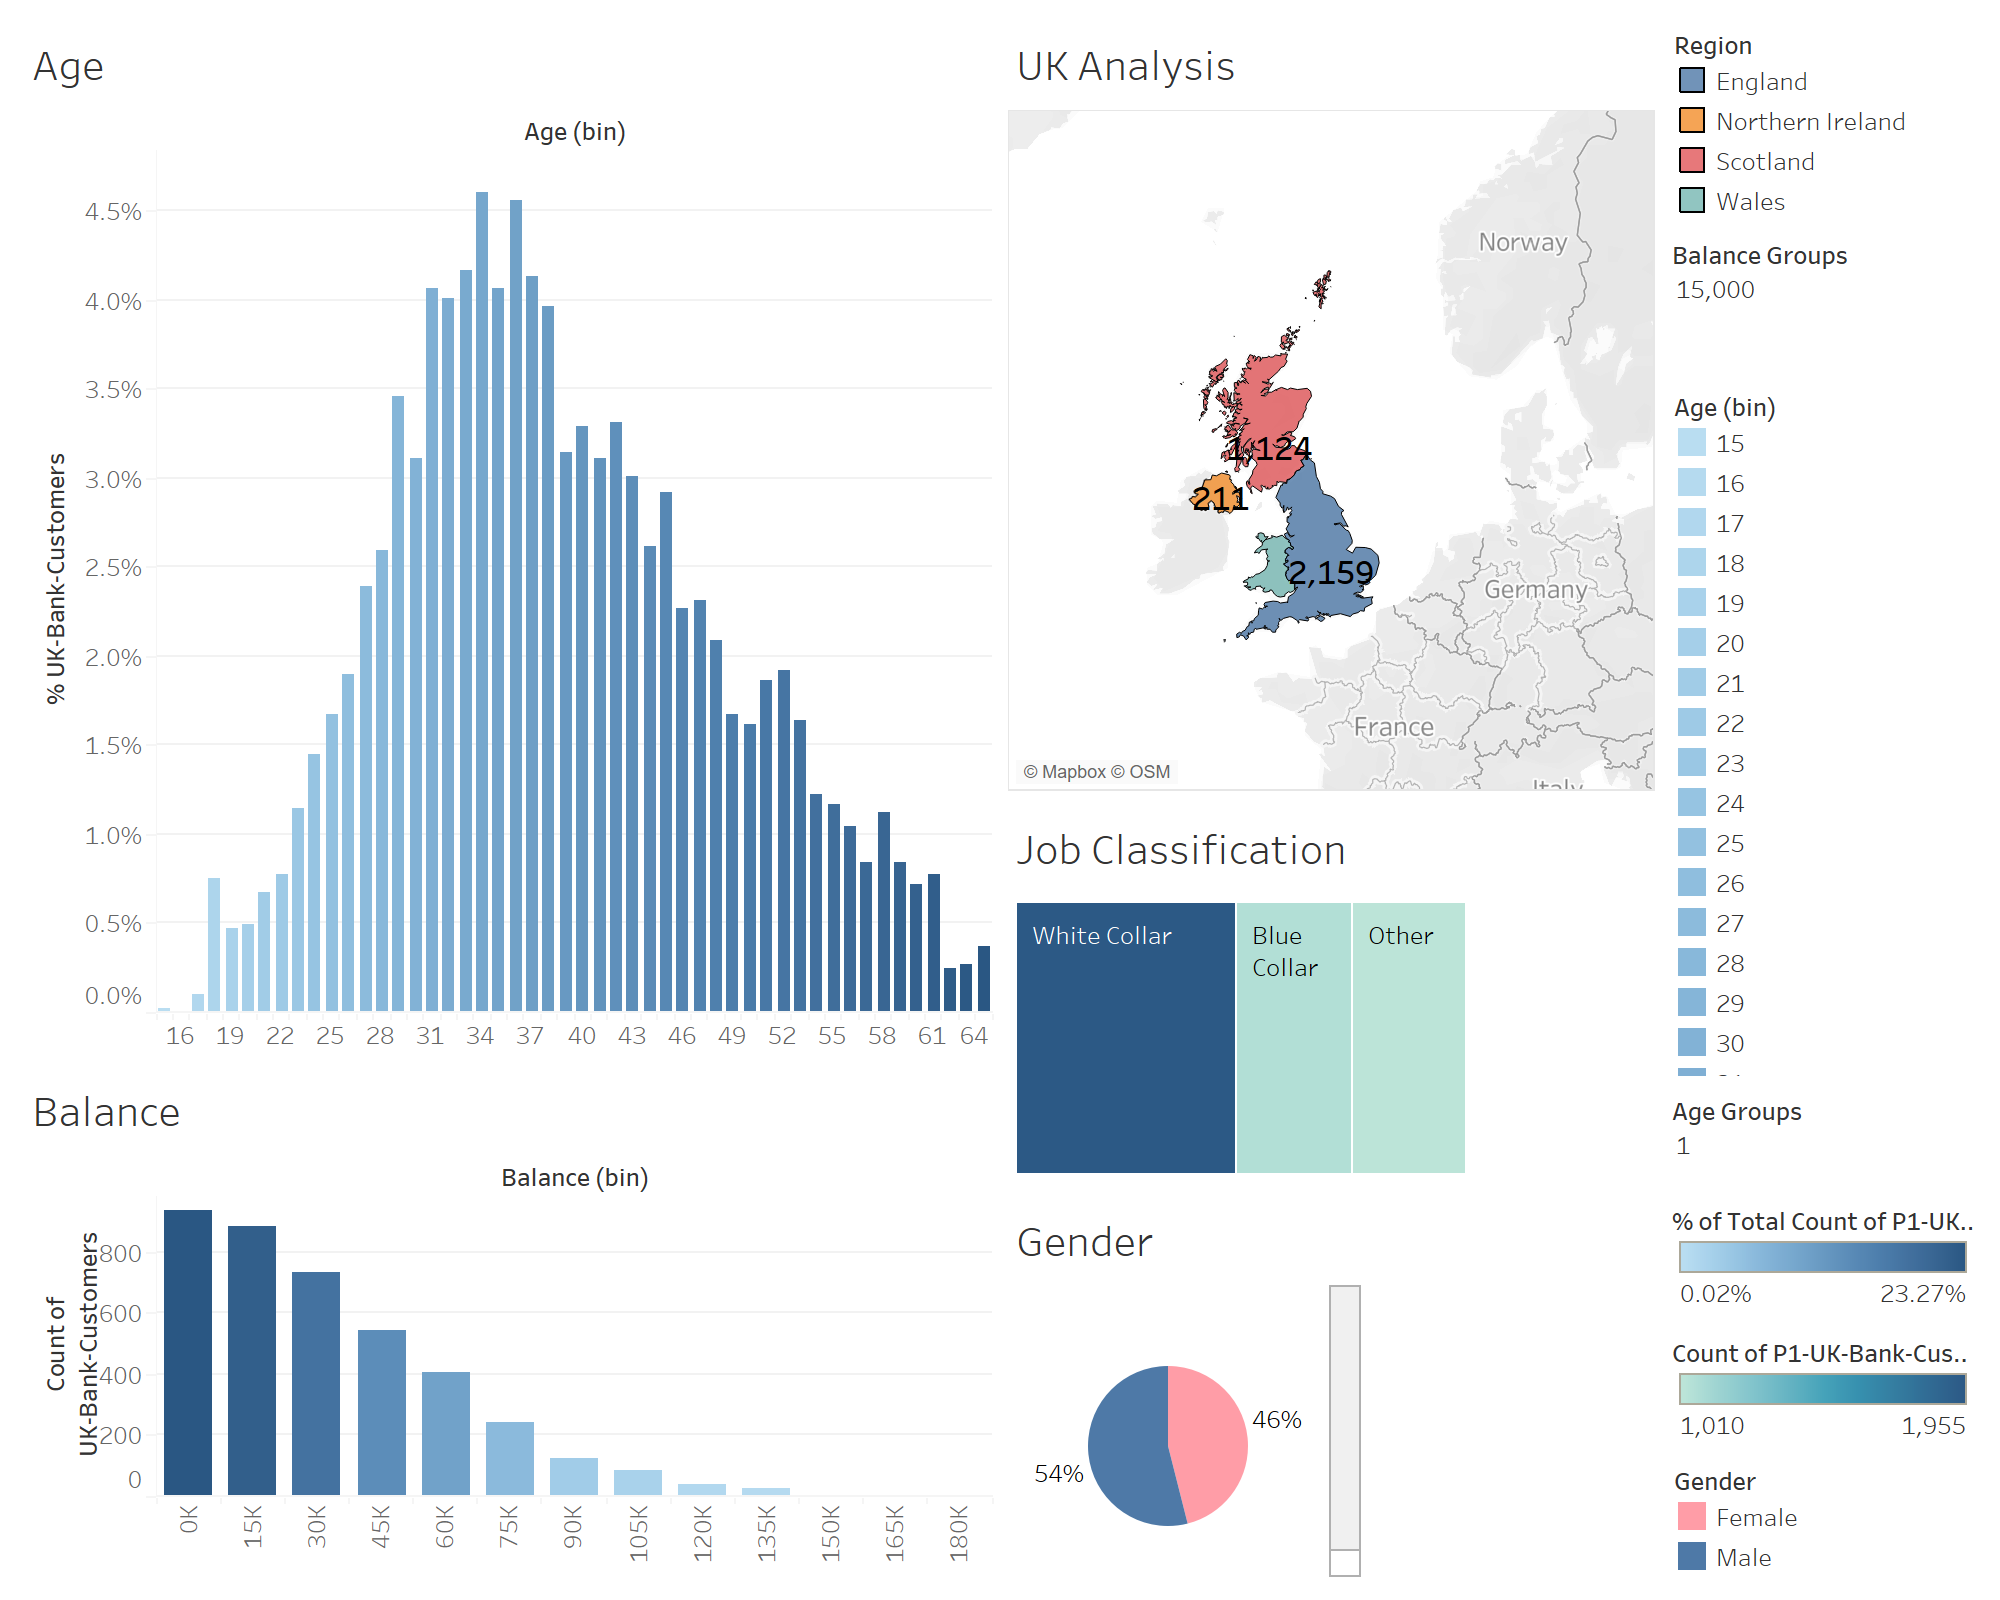 Age
Age (bin)
% UK-Bank-Customers
4.5%
4.0%
3.5%
3.0%
2.5%
2.0%
1.5%
1.0%
0.5%
0.0%
16 19 22 25 28 31 34 37 40 43 46 49 52 55 58 61 64
Balance
Balance (bin)
Count of
UK-Bank-Customers
800
600
400
200
0
0K 15K 30K 45K 60K 75K 90K 105K 120K 135K 150K 165K 180K
UK Analysis
Norway
1,124
211
2,159
Germany
France
Italy
© Mapbox © OSM
Job Classification
White Collar
Blue
Collar
Other
Gender
46%
54%
Region
England
Northern Ireland
Scotland
Wales
Balance Groups
15,000
Age (bin)
15
16
17
18
19
20
21
22
23
24
25
26
27
28
29
30
Age Groups
1
% of Total Count of P1-UK..
0.02% 23.27%
Count of P1-UK-Bank-Cus..
1,010 1,955
Gender
Female
Male